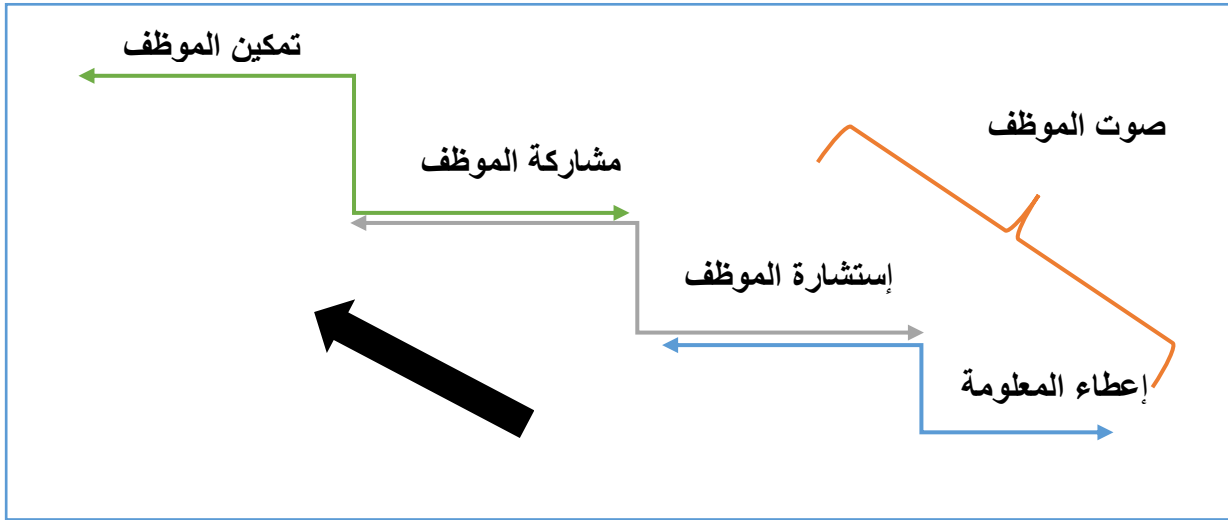 تمكين الموظف
صوت الموظف
مشاركة الموظف
إستشارة الموظف
إعطاء المعلومة